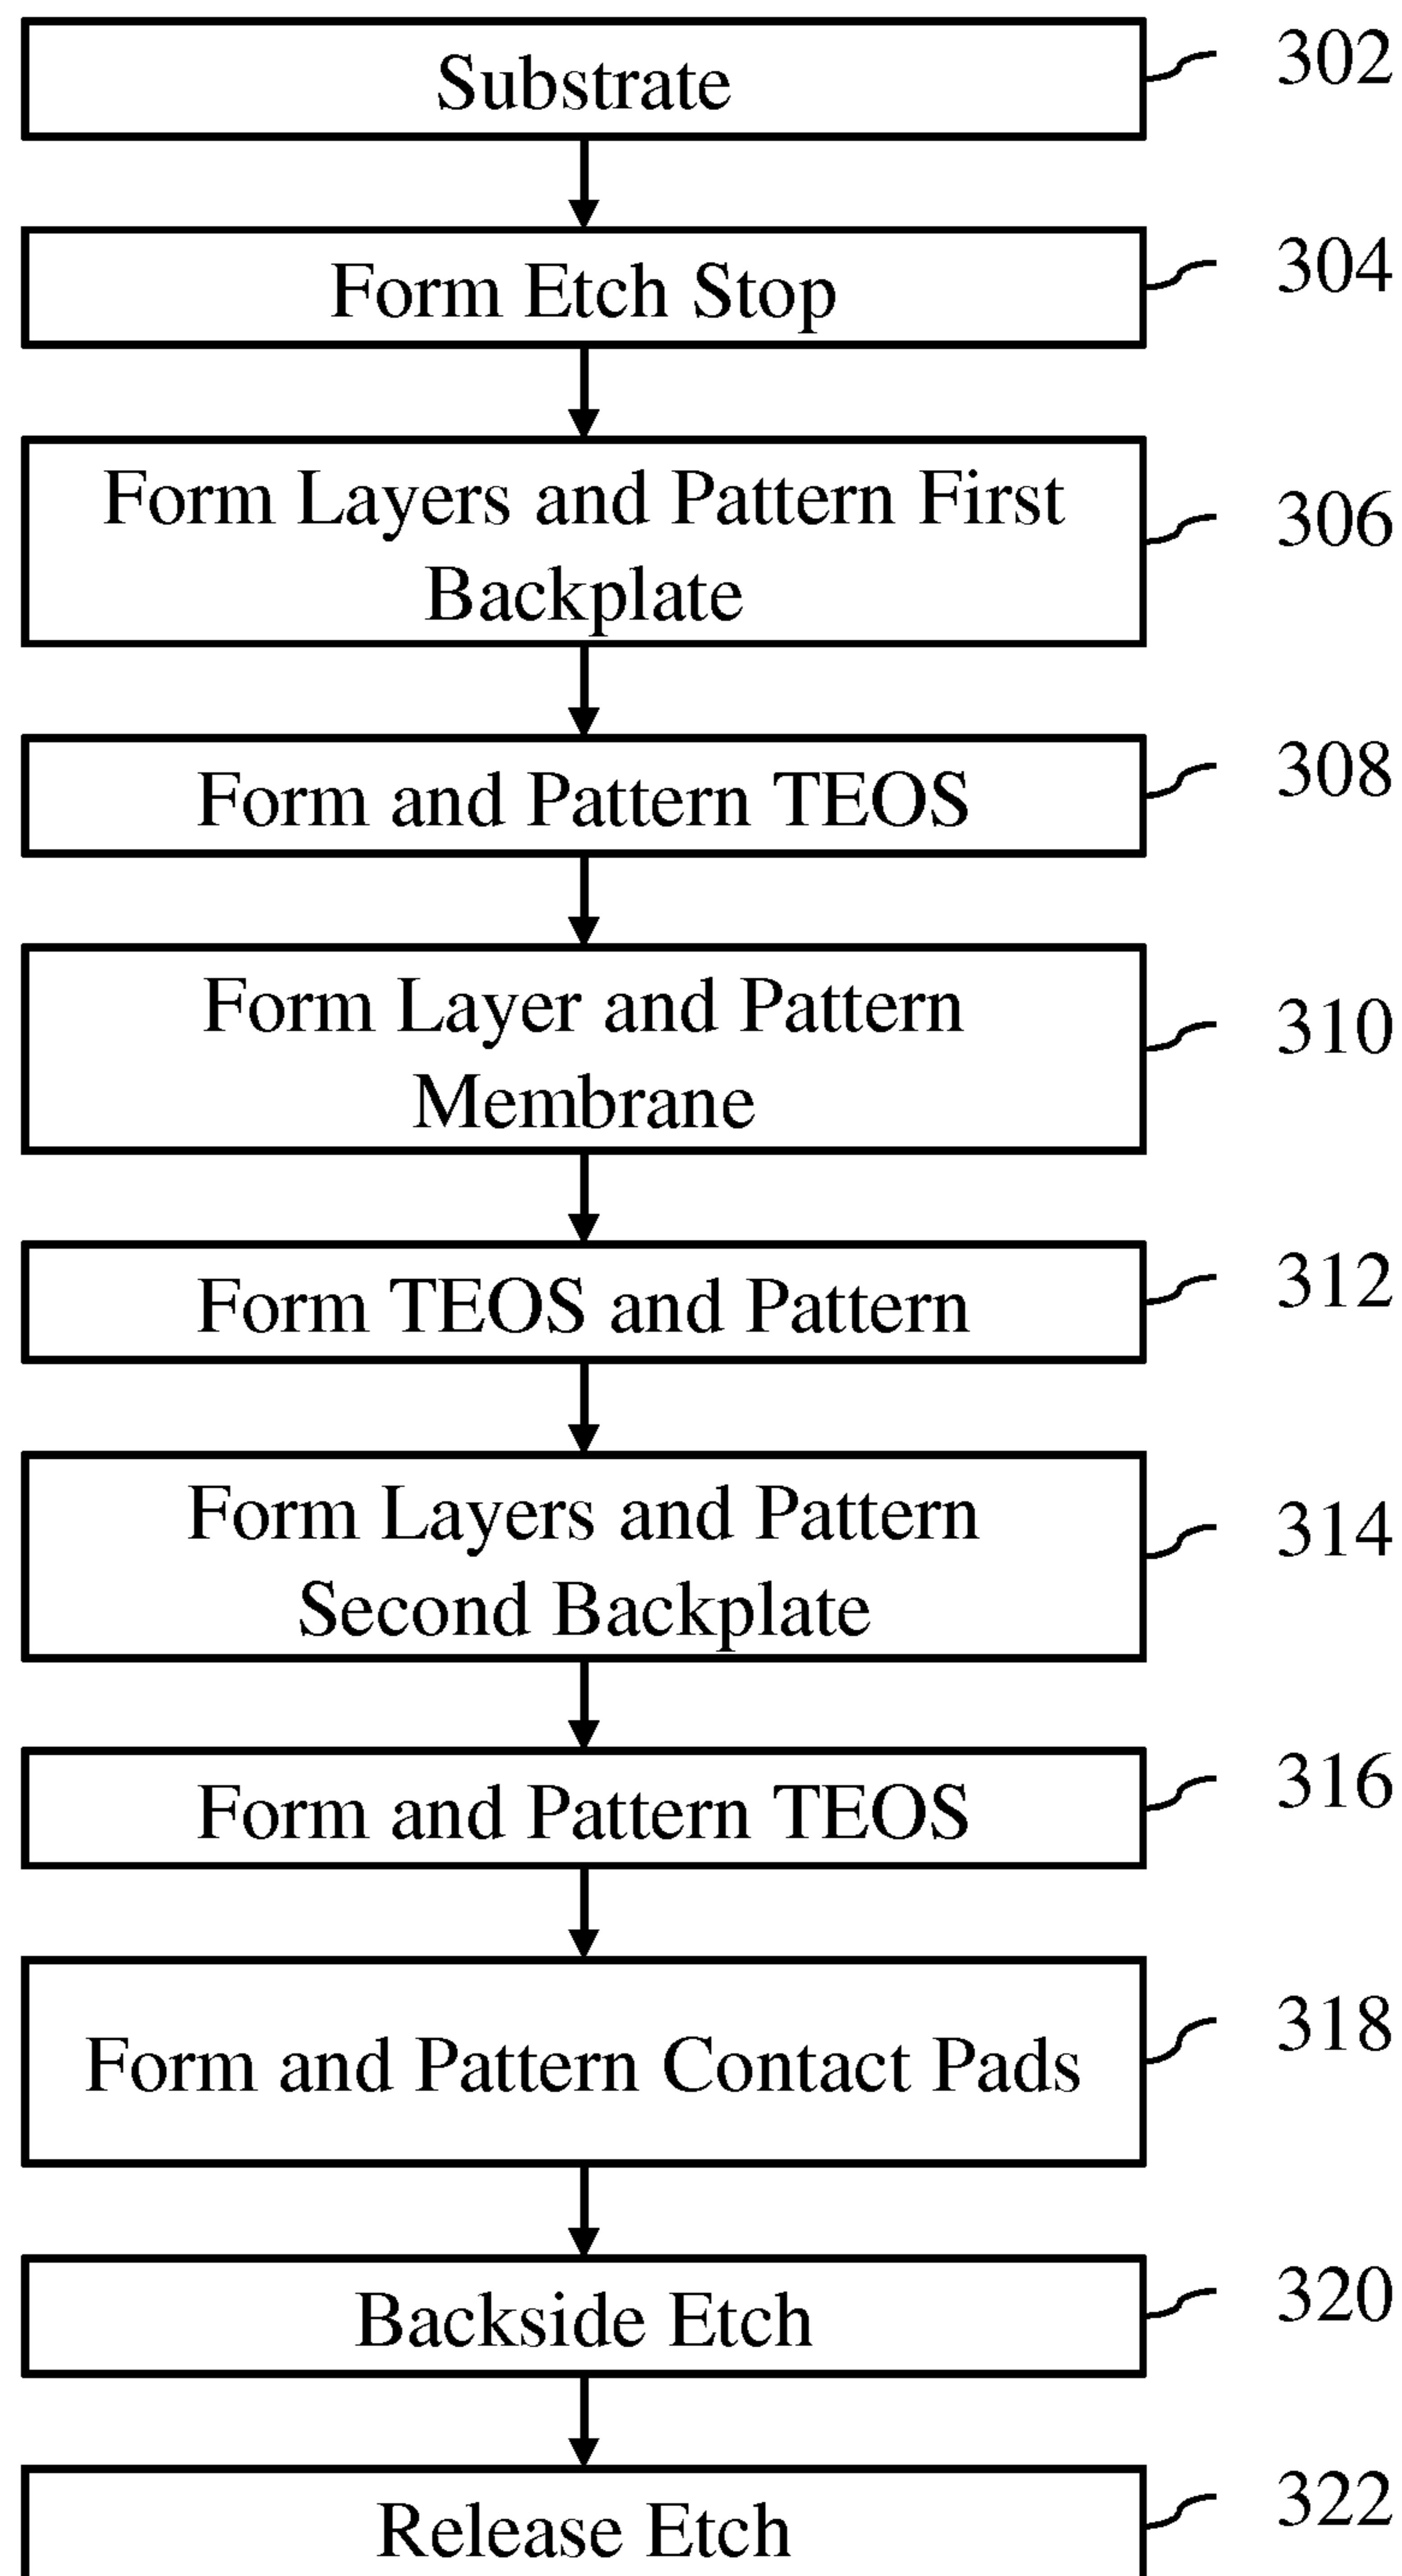 Substrate
302
Form Etch Stop
304
Form Layers and Pattern First
Backplate
306
Form and Pattern TEOS
308
Form Layer and Pattern
Membrane
310
Form TEOS and Pattern
312
Form Layers and Pattern
Second Backplate
314
Form and Pattern TEOS
316
Form and Pattern Contact Pads
318
Backside Etch
320
Release Etch
322